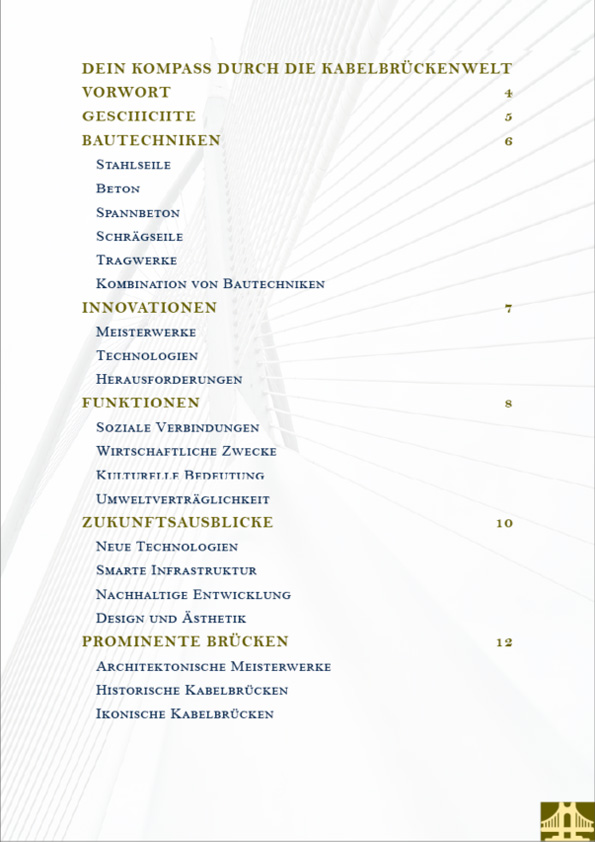 DEIN KOMPASS DURCH DIE KABELBRÜCKENWELT
VORWORT 4
GESCHICHTE 5
BAUTECHNIKEN 6
Stahlseile
Beton
Spannbeton
Schrägseile
Tragwerke
Kombination von Bautechniken
INNOVATIONEN 7
Meisterwerke
Technologien
Herausforderungen
FUNKTIONEN 8
Soziale Verbindungen
Wirtschaftliche Zwecke
Kulturelle Bedeutung
Umweltverträglichkeit
ZUKUNFTSAUSBLICKE 10
Neue Technologien
Smarte Infrastruktur
Nachhaltige Entwicklung
Design und Ästhetik
PROMINENTE BRÜCKEN 12
Architektonische Meisterwerke
Historische Kabelbrücken
Ikonische Kabelbrücken